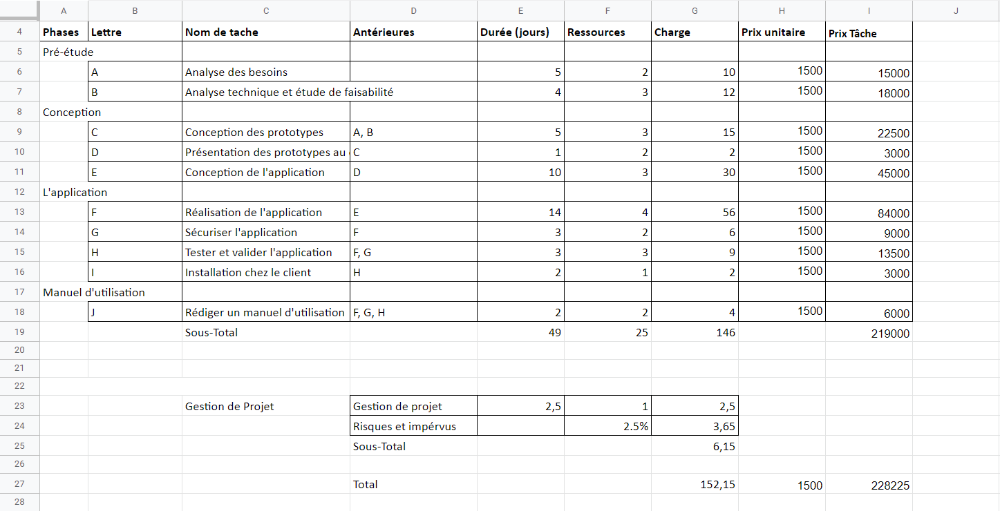 A B C D E F G H I J
4 Phases Lettre Nom de tache Antérieures Durée (jours) Ressources Charge Prix unitaire Prix Tâche
5 Pré-étude
6 A Analyse des besoins 5 2 10 1500 15000
7 B Analyse technique et étude de faisabilité 4 3 12 1500 18000
8 Conception
9 C Conception des prototypes A, B 5 3 15 1500 22500
10 D Présentation des prototypes au C 1 2 2 1500 3000
11 E Conception de l'application D 10 3 30 1500 45000
12 L'application
13 F Réalisation de l'application E 14 4 56 1500 84000
14 G Sécuriser l'application F 3 2 6 1500 9000
15 H Tester et valider l'application F, G 3 3 9 1500 13500
16 I Installation chez le client H 2 1 2 1500 3000
17 Manuel d'utilisation
18 J Rédiger un manuel d'utilisation F, G, H 2 2 4 1500 6000
19 Sous-Total 49 25 146 219000
20
21
22
23 Gestion de Projet Gestion de projet 2,5 1 2,5
24 Risques et impérvus 2.5% 3,65
25 Sous-Total 6,15
26
27 Total 152,15 1500 228225
28